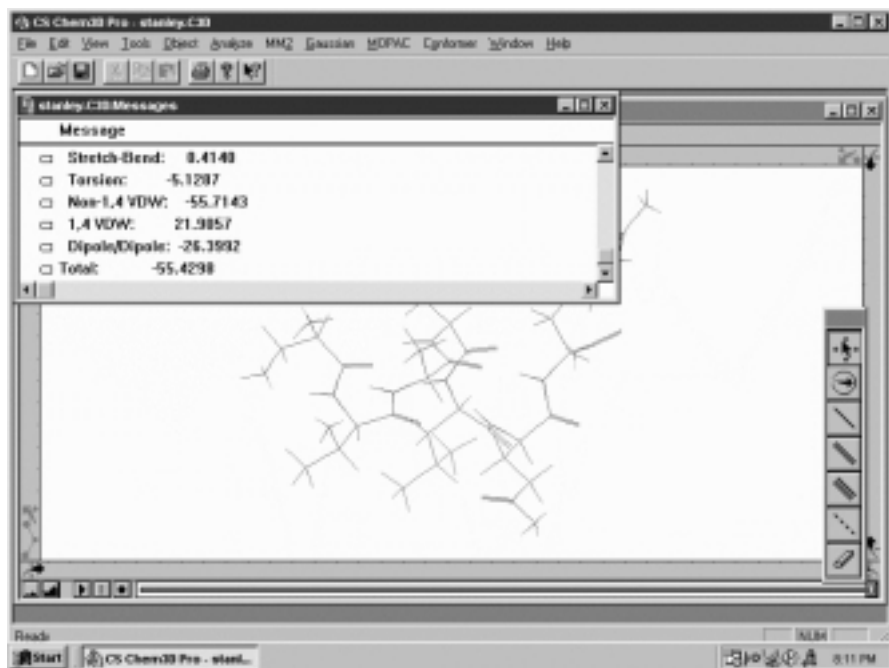 CS Chem3D Pro - stanley.C3D
File Edit View Tools Object Analyze MM2 Gaussian MOPAC Conformer Window Help
stanley.C3D:Messages
Message
Stretch-Bend: 0.4140
Torsion: -5.1287
Non-1,4 VDW: -55.7143
1,4 VDW: 21.9857
Dipole/Dipole: -26.3992
Total: -55.4298
Ready
NUM
Start
CS Chem3D Pro - stanl...
8:11 PM